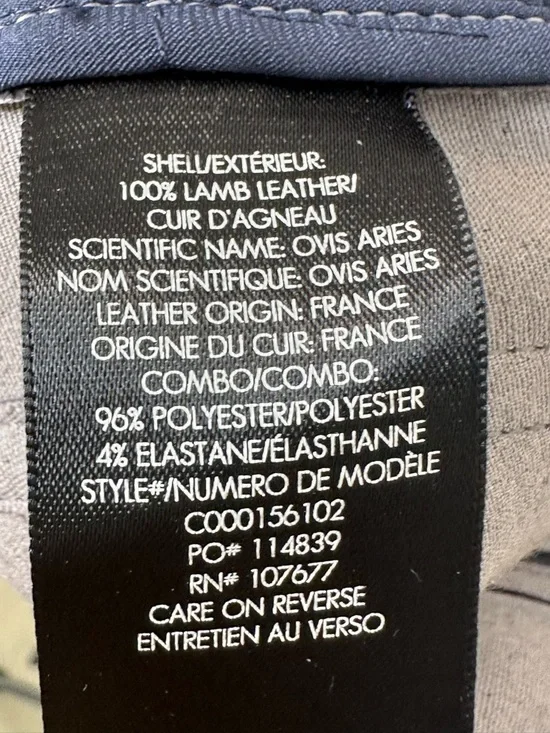 SHELL/EXTÉRIEUR:
100% LAMB LEATHER/
CUIR D'AGNEAU
SCIENTIFIC NAME: OVIS ARIES
NOM SCIENTIFIQUE: OVIS ARIES
LEATHER ORIGIN: FRANCE
ORIGINE DU CUIR: FRANCE
COMBO/COMBO:
96% POLYESTER/POLYESTER
4% ELASTANE/ÉLASTHANNE
STYLE#/NUMERO DE MODÈLE
C000156102
PO# 114839
RN# 107677
CARE ON REVERSE
ENTRETIEN AU VERSO